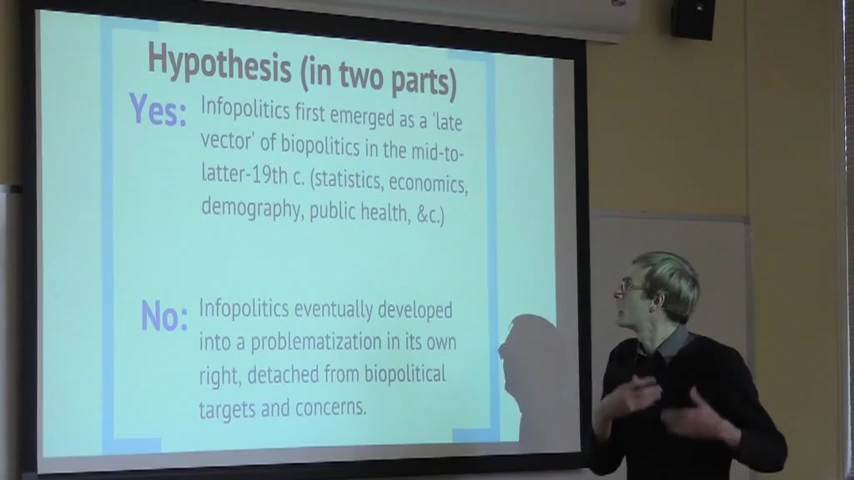 Hypothesis (in two parts)
Yes: Infopolitics first emerged as a 'late
vector' of biopolitics in the mid-to-
latter-19th c. (statistics, economics,
demography, public health, &c.)
No: Infopolitics eventually developed
into a problematization in its own
right, detached from biopolitical
targets and concerns.